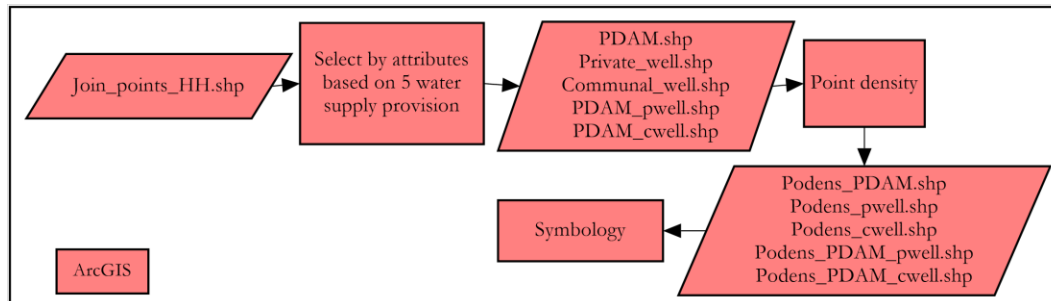 Join_points_HH.shp
Select by attributes
based on 5 water
supply provision
PDAM.shp
Private_well.shp
Communal_well.shp
PDAM_pwell.shp
PDAM_cwell.shp
Point density
Podens_PDAM.shp
Podens_pwell.shp
Podens_cwell.shp
Podens_PDAM_pwell.shp
Podens_PDAM_cwell.shp
Symbology
ArcGIS